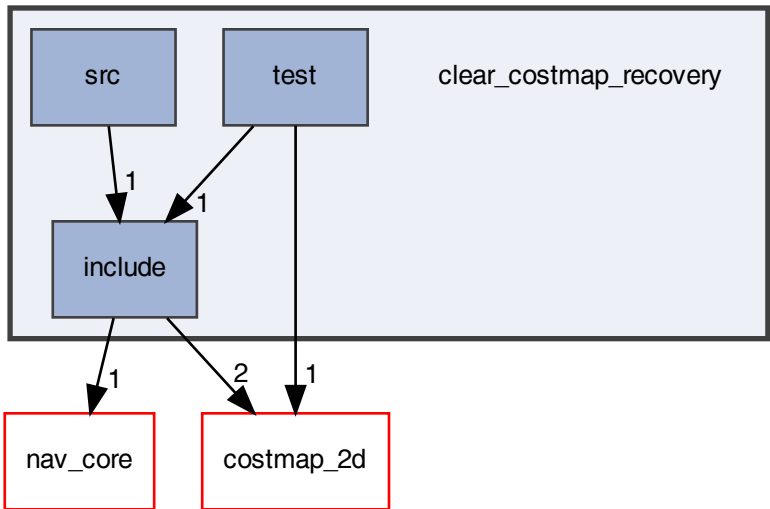 src
test
clear_costmap_recovery
1
1
include
1
2
1
nav_core
costmap_2d